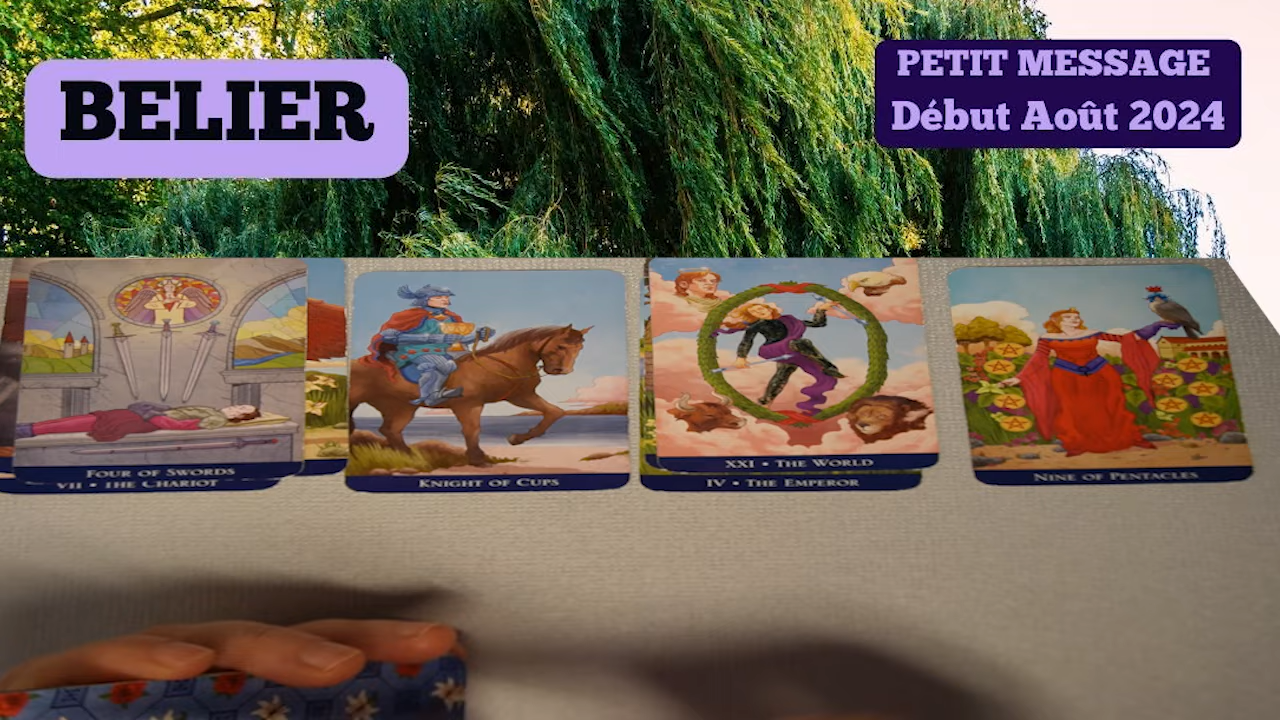 BELIER
PETIT MESSAGE
Début Août 2024
FOUR OF SWORDS
VII • THE CHARIOT
KNIGHT OF CUPS
XXI • THE WORLD
IV • THE EMPEROR
NINE OF PENTACLES